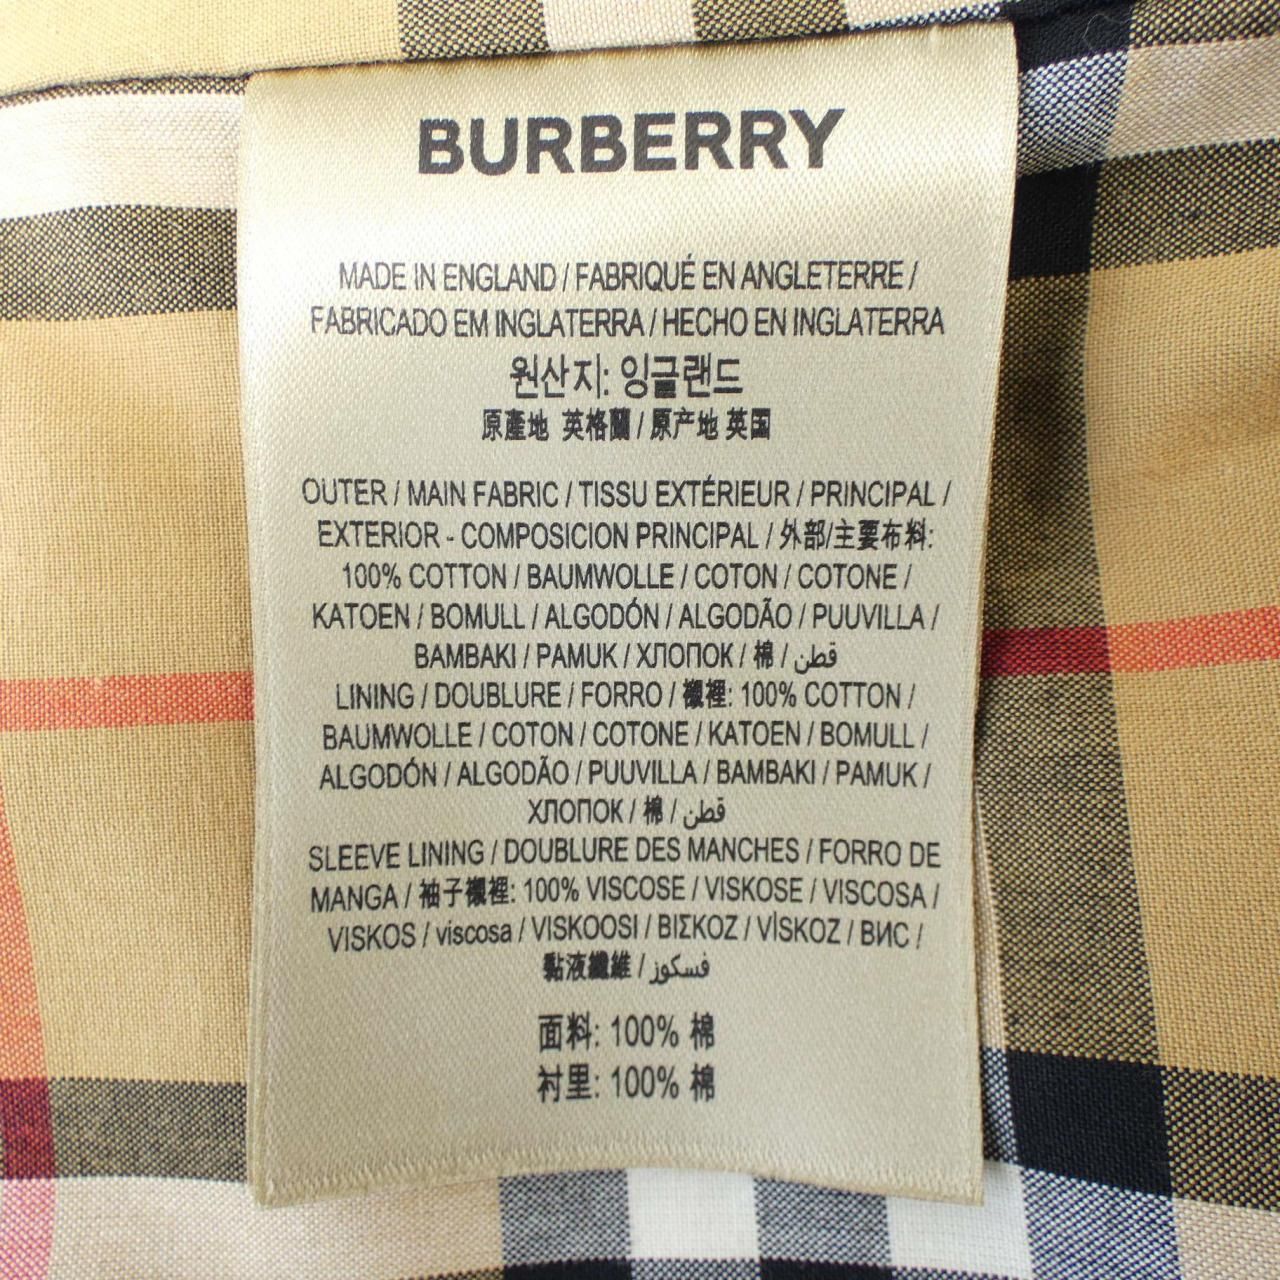 BURBERRY
MADE IN ENGLAND / FABRIQUÉ EN ANGLETERRE /
FABRICADO EM INGLATERRA / HECHO EN INGLATERRA
원산지: 잉글랜드
原產地 英格蘭 / 原产地 英国
OUTER / MAIN FABRIC / TISSU EXTÉRIEUR / PRINCIPAL /
EXTERIOR - COMPOSICION PRINCIPAL / 外部/主要布料:
100% COTTON / BAUMWOLLE / COTON / COTONE /
KATOEN / BOMULL / ALGODÓN / ALGODÃO / PUUVILLA /
BAMBAKI / PAMUK / ХЛОПОК / 棉 / قطن
LINING / DOUBLURE / FORRO / 襯裡: 100% COTTON /
BAUMWOLLE / COTON / COTONE / KATOEN / BOMULL /
ALGODÓN / ALGODÃO / PUUVILLA / BAMBAKI / PAMUK /
ХЛОПОК / 棉 / قطن
SLEEVE LINING / DOUBLURE DES MANCHES / FORRO DE
MANGA / 袖子襯裡: 100% VISCOSE / VISKOSE / VISCOSA /
VISKOS / viscosa / VISKOOSI / ΒΙΣΚΟΖ / VİSKOZ / ВИС /
黏液纖維 / فسكوز
面料: 100% 棉
衬里: 100% 棉